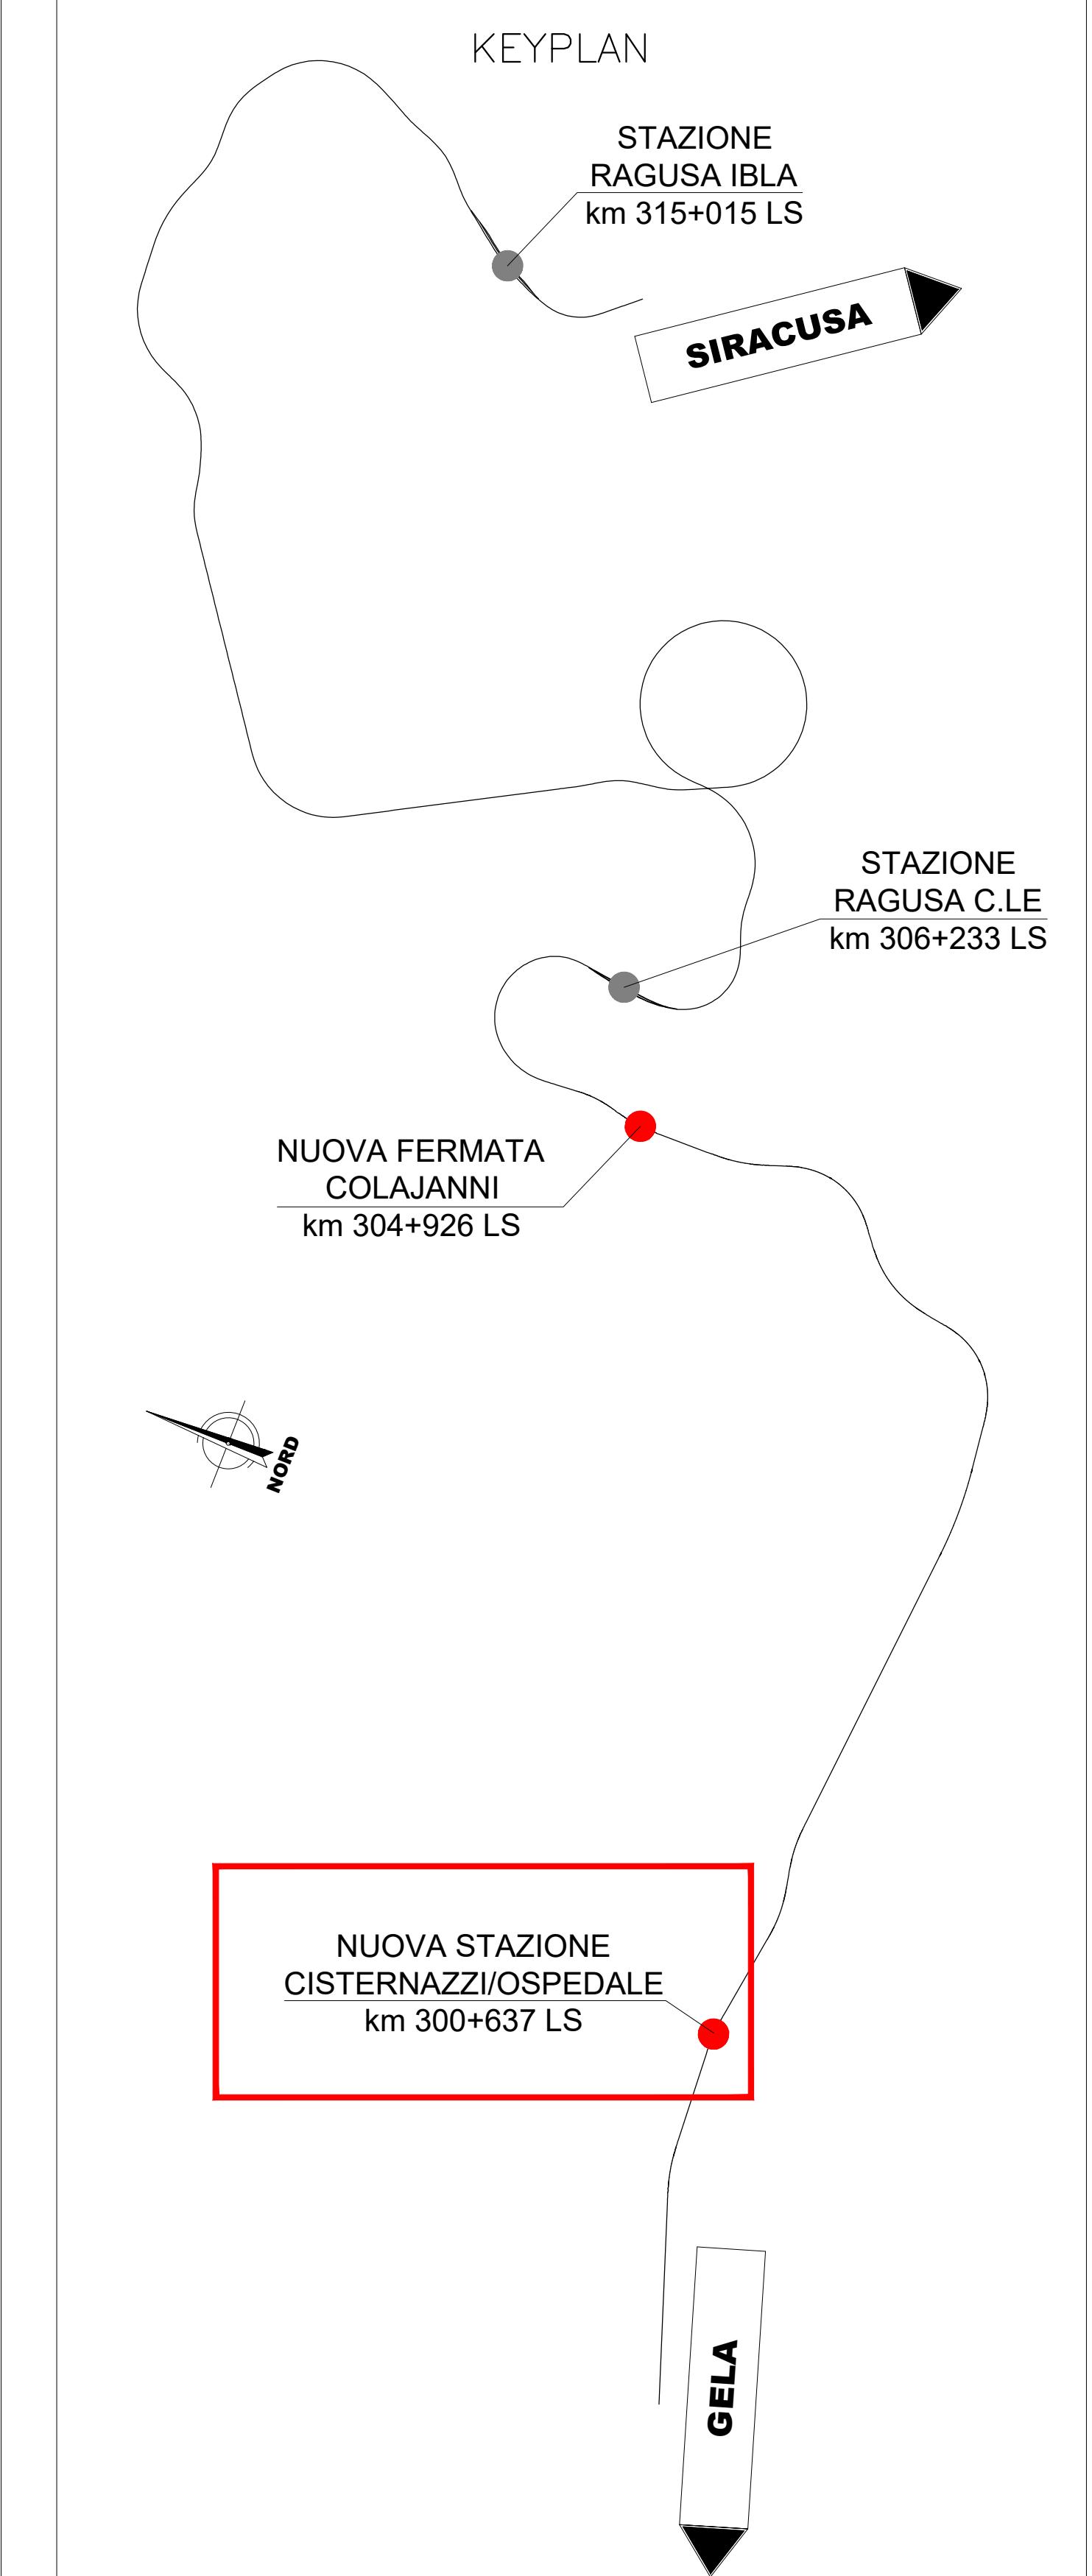 KEYPLAN
STAZIONE
RAGUSA IBLA
km 315+015 LS
SIRACUSA
STAZIONE
RAGUSA C.LE
km 306+233 LS
NUOVA FERMATA
COLAJANNI
km 304+926 LS
NORD
NUOVA STAZIONE
CISTERNAZZI/OSPEDALE
km 300+637 LS
GELA